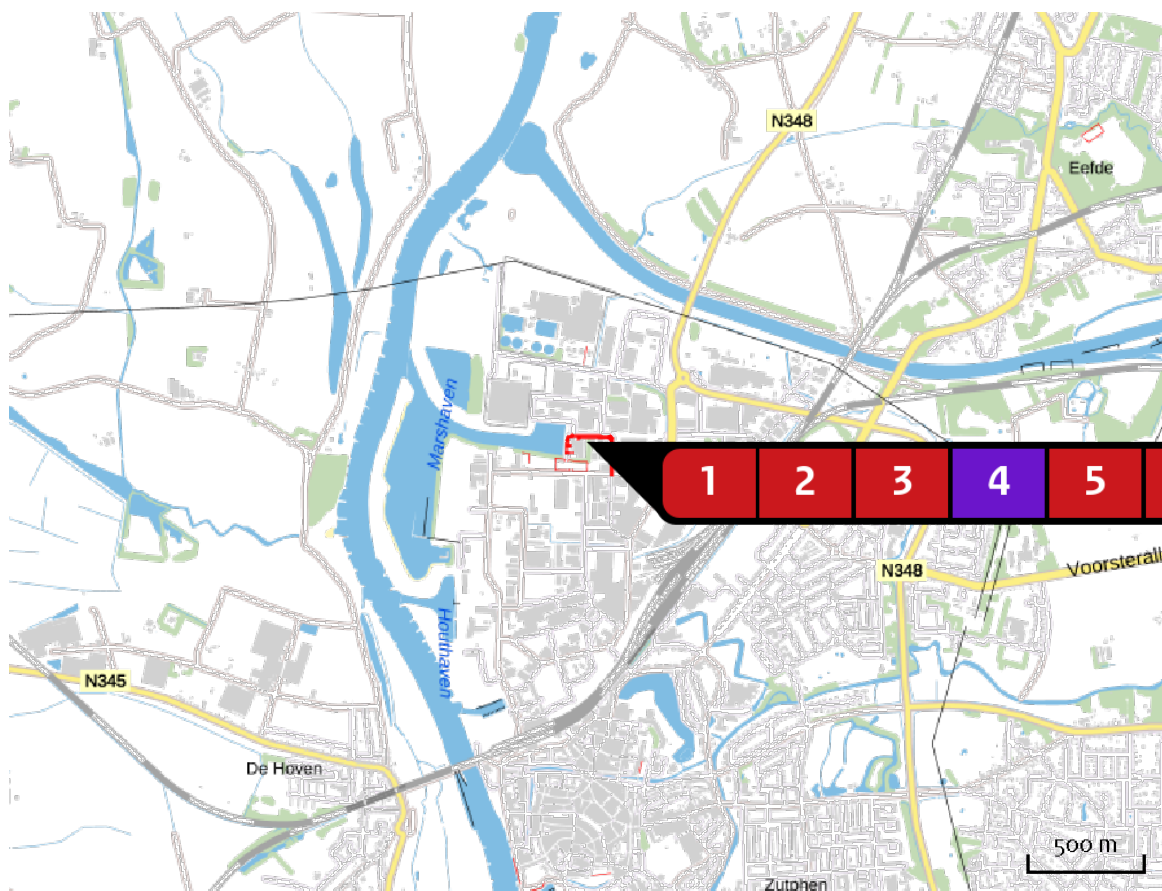 N348
Eefde
Marshaven
1 2 3 4 5
N348
Voorsterall
Houthaven
N345
De Hoven
500 m
Zutphen